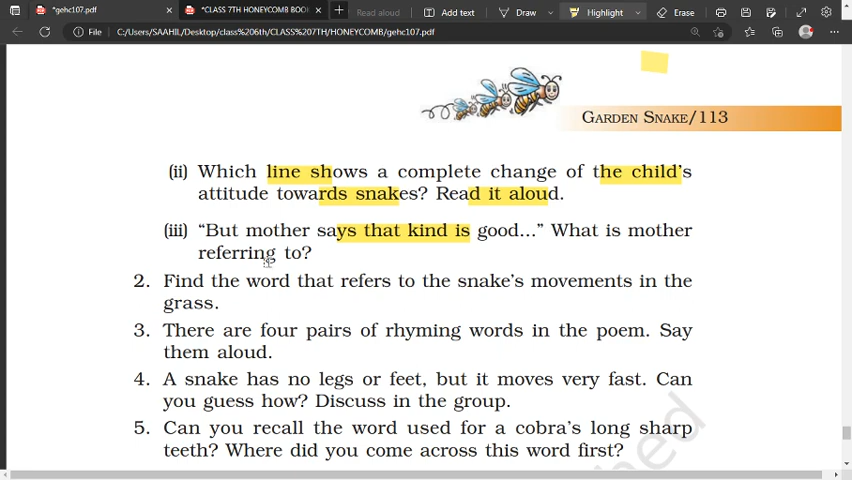 *gehc107.pdf
*CLASS 7TH HONEYCOMB BOO
Read aloud
Add text
Draw
Highlight
Erase
File
C:/Users/SAAHIL/Desktop/class%206th/CLASS%207TH/HONEYCOMB/gehc107.pdf
GARDEN SNAKE/113
(ii) Which line shows a complete change of the child's
attitude towards snakes? Read it aloud.
(iii) “But mother says that kind is good...” What is mother
referring to?
2. Find the word that refers to the snake's movements in the
grass.
3. There are four pairs of rhyming words in the poem. Say
them aloud.
4. A snake has no legs or feet, but it moves very fast. Can
you guess how? Discuss in the group.
5. Can you recall the word used for a cobra's long sharp
teeth? Where did you come across this word first?